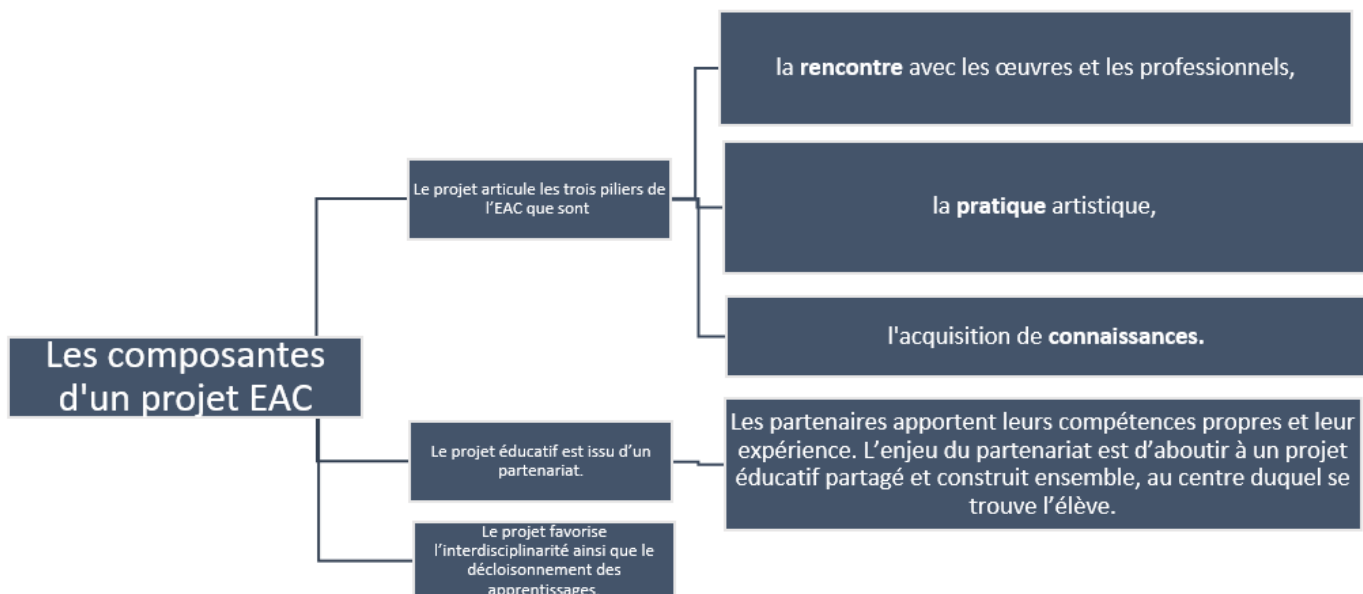 Les composantes
d'un projet EAC
Le projet articule les trois piliers de
l'EAC que sont
la rencontre avec les œuvres et les professionnels,
la pratique artistique,
l'acquisition de connaissances.
Le projet éducatif est issu d'un
partenariat.
Les partenaires apportent leurs compétences propres et leur
expérience. L'enjeu du partenariat est d'aboutir à un projet
éducatif partagé et construit ensemble, au centre duquel se
trouve l'élève.
Le projet favorise
l'interdisciplinarité ainsi que le
décloisonnement des
apprentissages